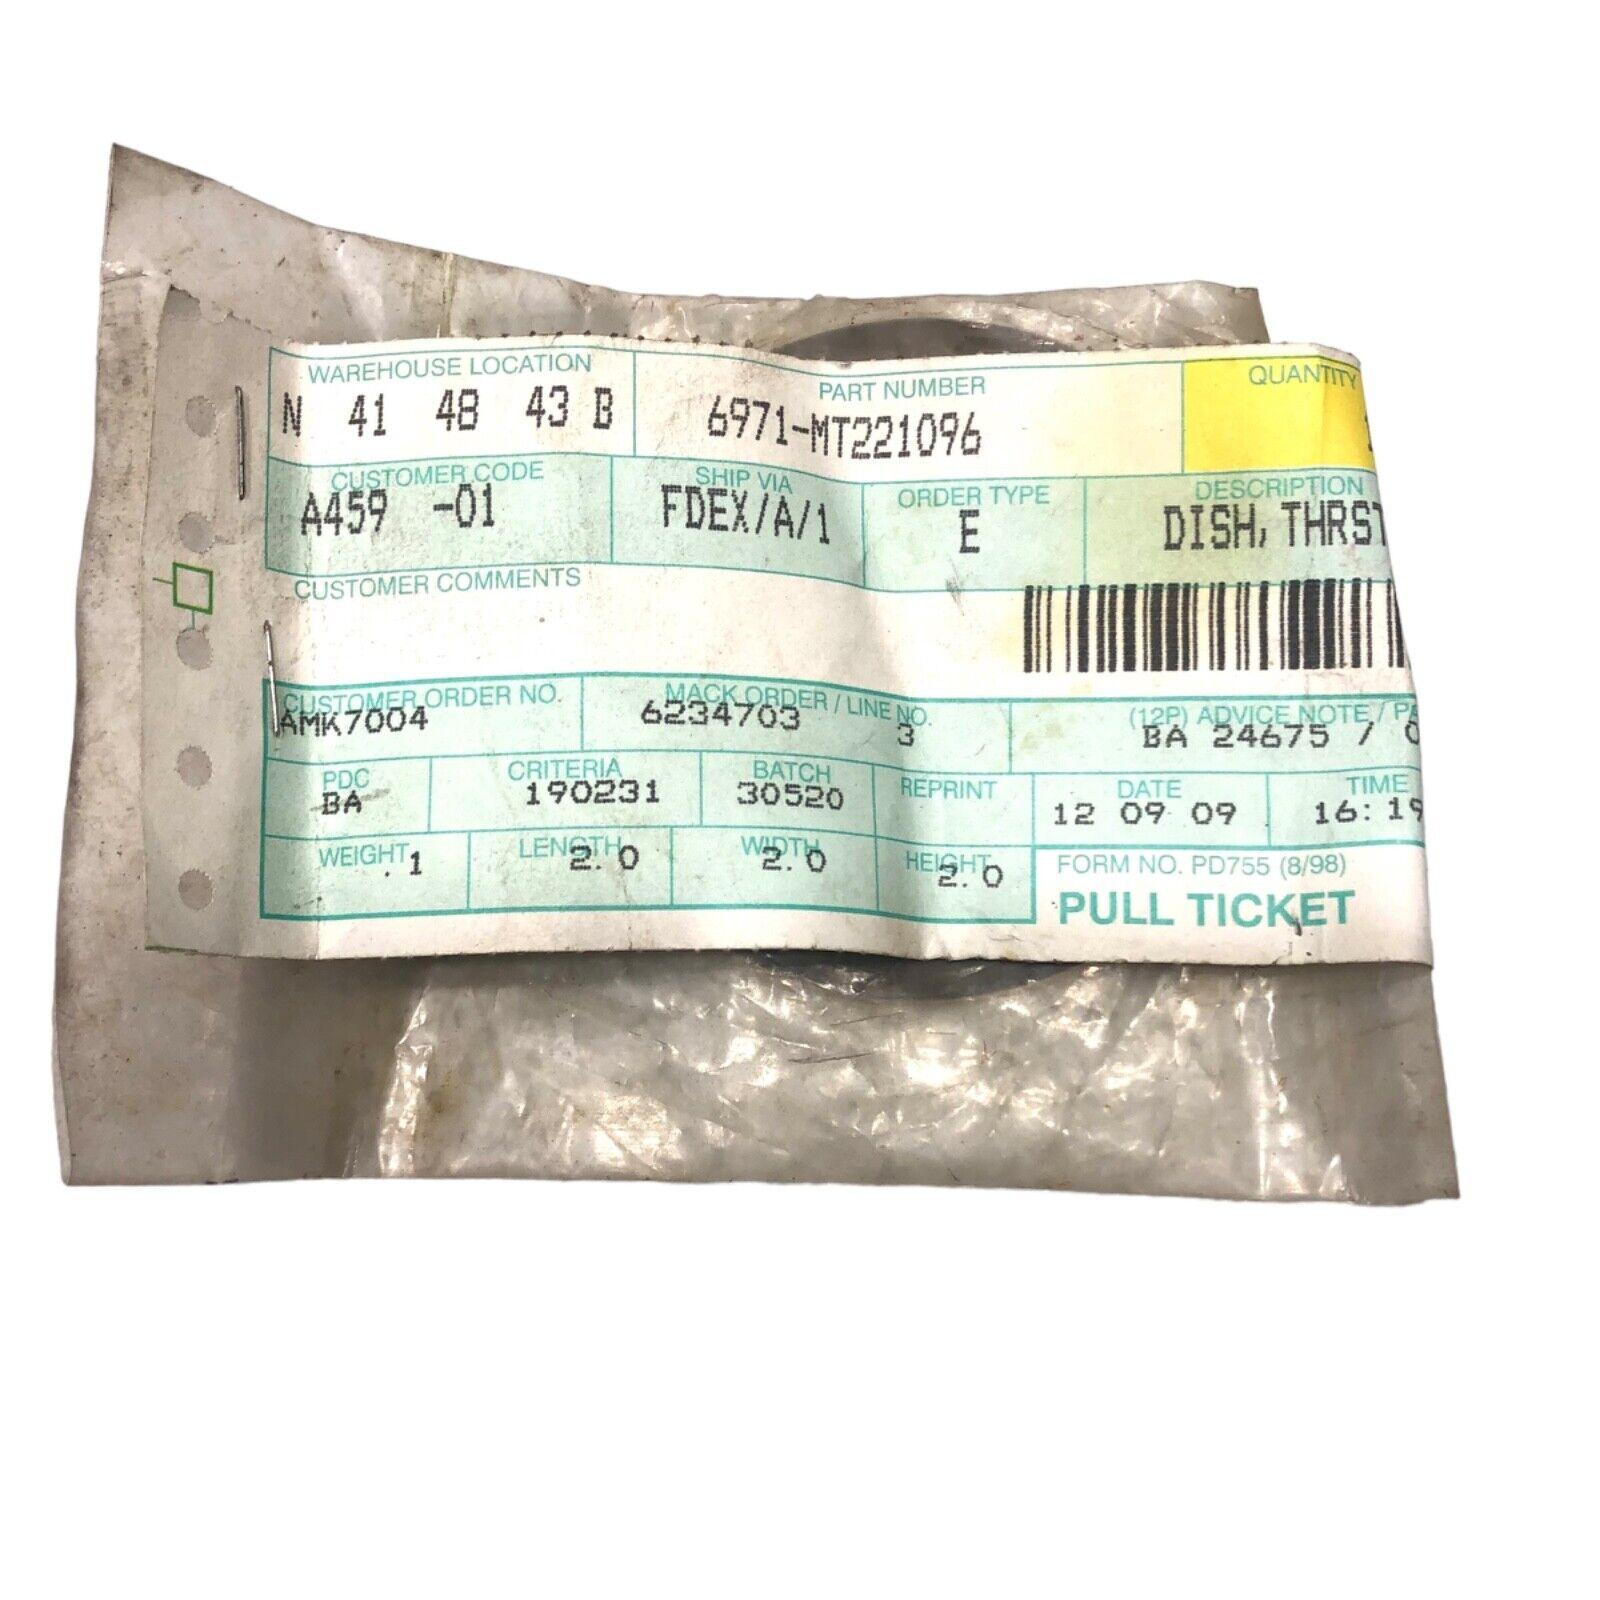 WAREHOUSE LOCATION PART NUMBER QUANTITY
N 41 48 43 B 6971-MT221096
CUSTOMER CODE SHIP VIA ORDER TYPE DESCRIPTION
A459 -01 FDEX/A/1 E DISH, THRST
CUSTOMER COMMENTS
CUSTOMER ORDER NO. MACK ORDER / LINE NO. (12P) ADVICE NOTE / 
AMK7004 6234703 3 BA 24675 /
PDC CRITERIA BATCH REPRINT DATE TIME
BA 190231 30520 12 09 09 16:19
WEIGHT LENGTH WIDTH HEIGHT FORM NO. PD755 (8/98)
.1 2.0 2.0 2.0 PULL TICKET